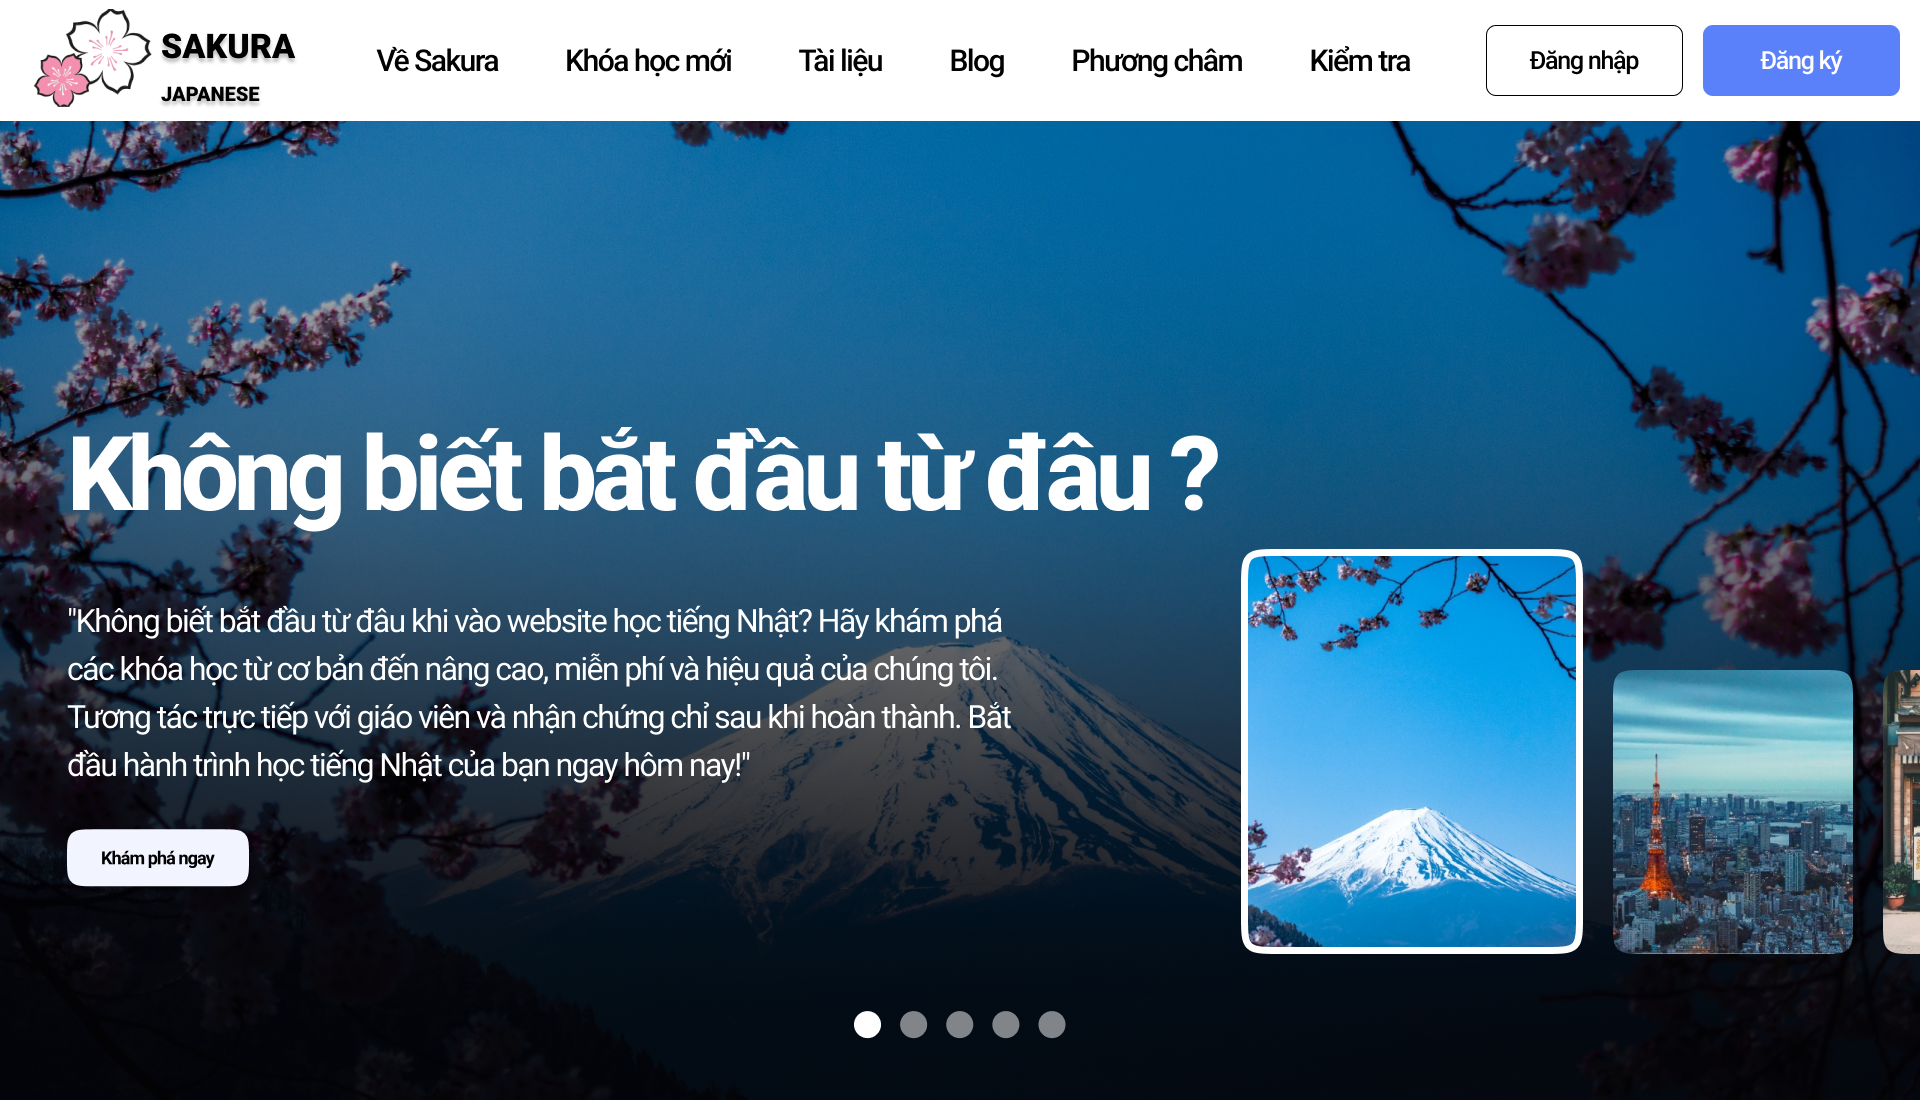 SAKURA
JAPANESE
Về Sakura
Khóa học mới
Tài liệu
Blog
Phương châm
Kiểm tra
Đăng nhập
Đăng ký
Không biết bắt đầu từ đâu ?
"Không biết bắt đầu từ đâu khi vào website học tiếng Nhật? Hãy khám phá
các khóa học từ cơ bản đến nâng cao, miễn phí và hiệu quả của chúng tôi.
Tương tác trực tiếp với giáo viên và nhận chứng chỉ sau khi hoàn thành. Bắt
đầu hành trình học tiếng Nhật của bạn ngay hôm nay!"
Khám phá ngay